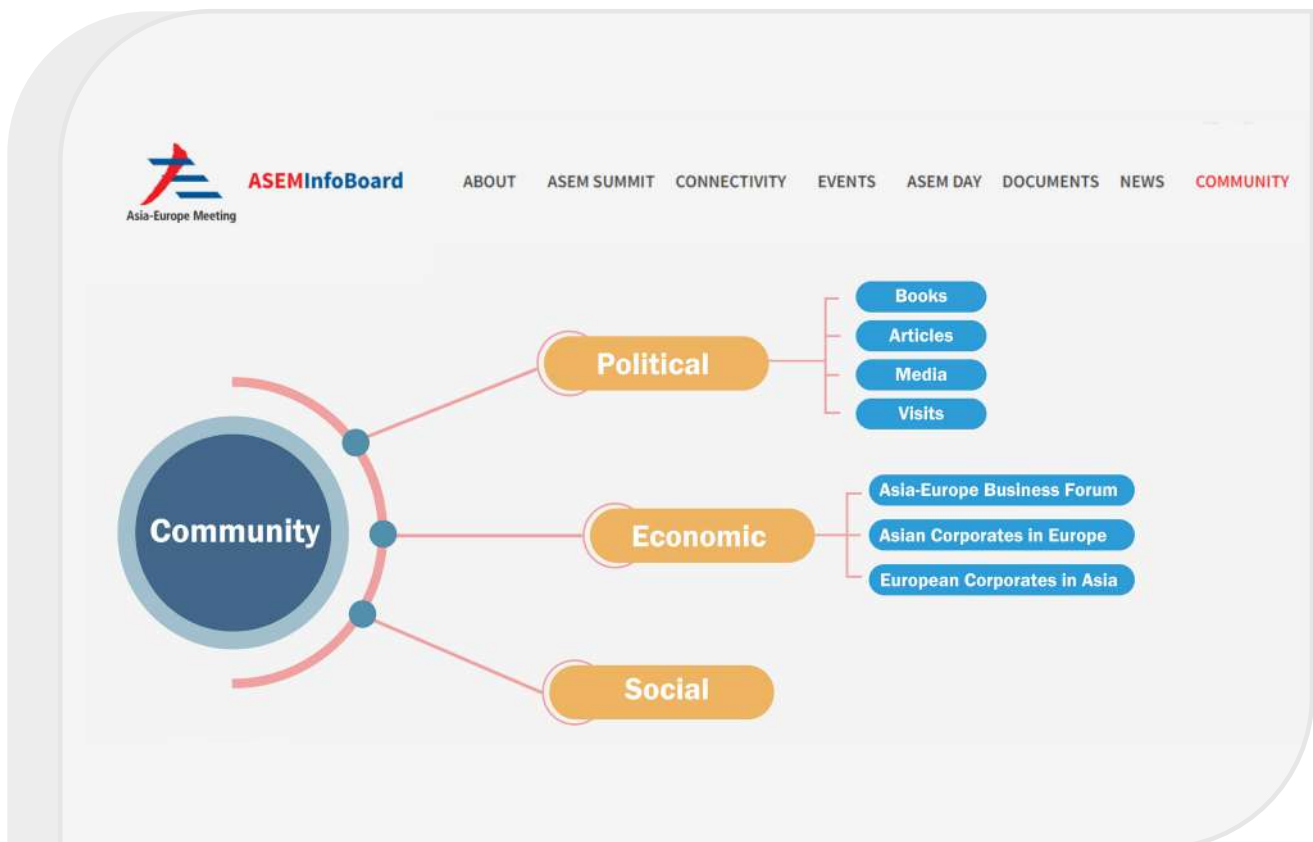 ASEMInfoBoard
Asia-Europe Meeting
ABOUT ASEM SUMMIT CONNECTIVITY EVENTS ASEM DAY DOCUMENTS NEWS COMMUNITY
Community
Political
Books
Articles
Media
Visits
Economic
Asia-Europe Business Forum
Asian Corporates in Europe
European Corporates in Asia
Social